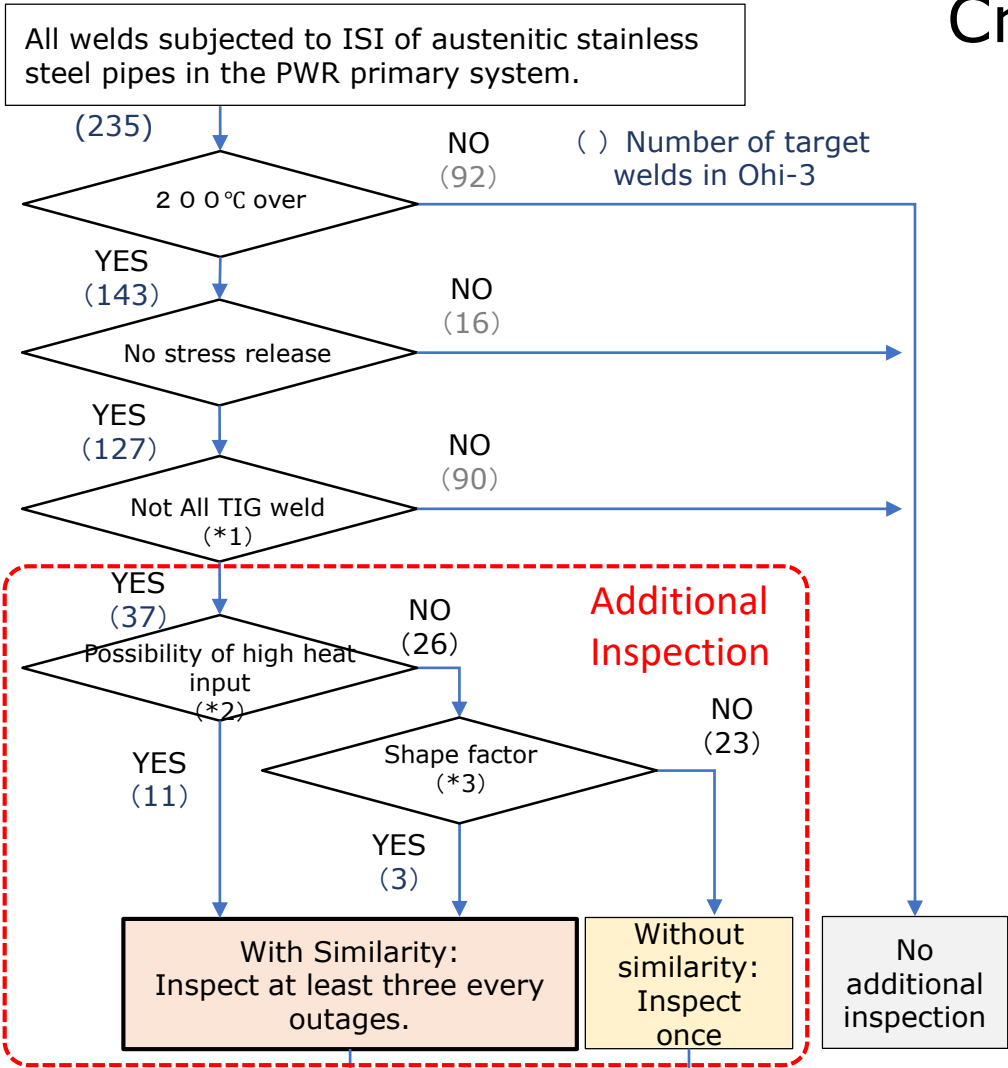 Cr
All welds subjected to ISI of austenitic stainless
steel pipes in the PWR primary system.
(235)
NO
(92)
（ ）Number of target
welds in Ohi-3
２００℃ over
YES
（143）
NO
（16）
No stress release
YES
（127）
NO
（90）
Not All TIG weld
(*1)
YES
（37）
NO
（26）
Additional
Inspection
Possibility of high heat
input
（*2）
NO
（23）
Shape factor
（*3）
YES
（11）
YES
（3）
With Similarity:
Inspect at least three every
outages.
Without
similarity:
Inspect
once
No
additional
inspection